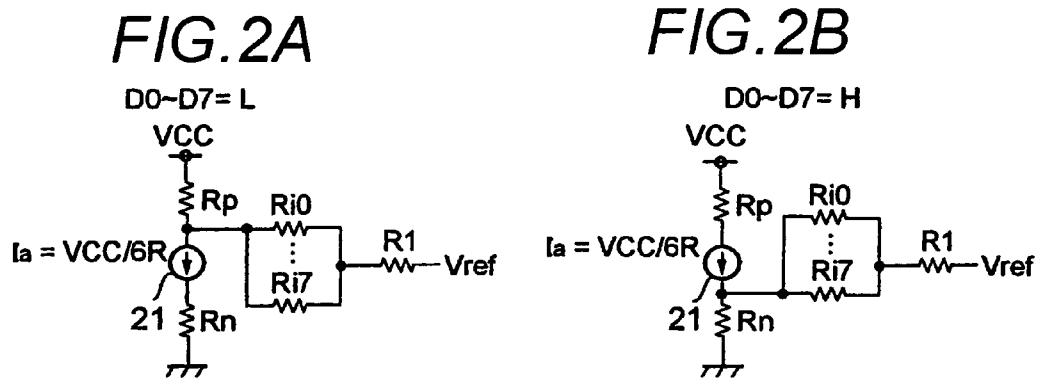 FIG.2A
D0~D7= L
VCC
Rp
Ri0
Ia = VCC/6R
R1
Vref
Ri7
21
Rn
FIG.2B
D0~D7= H
VCC
Rp
Ri0
Ia = VCC/6R
R1
Vref
Ri7
21
Rn